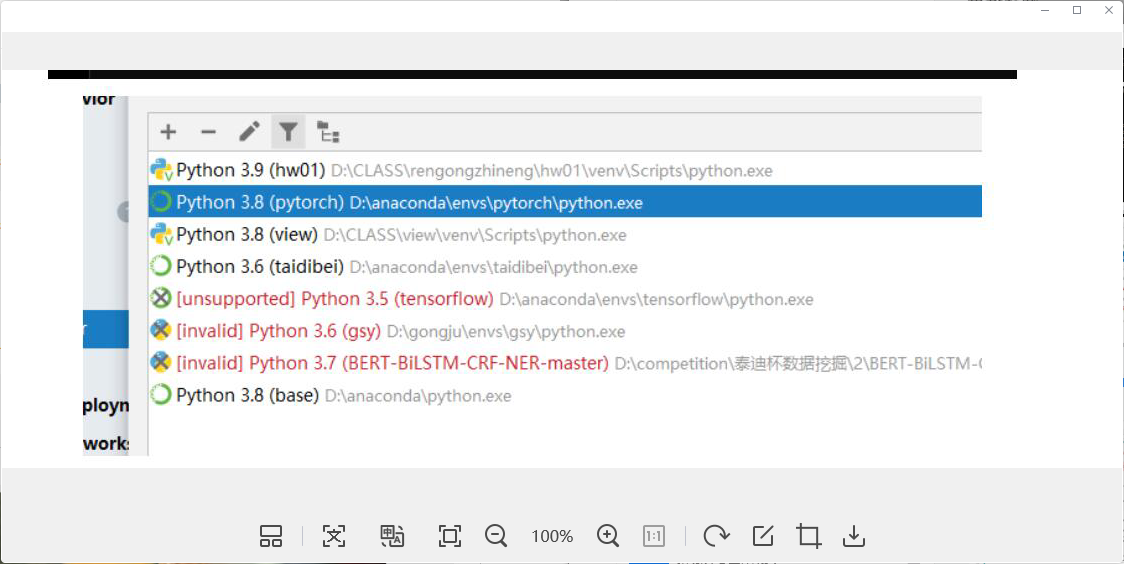 vior
Python 3.9 (hw01) D:\CLASS\rengongzhineng\hw01\venv\Scripts\python.exe
Python 3.8 (pytorch) D:\anaconda\envs\pytorch\python.exe
Python 3.8 (view) D:\CLASS\view\venv\Scripts\python.exe
Python 3.6 (taidibei) D:\anaconda\envs\taidibei\python.exe
[unsupported] Python 3.5 (tensorflow) D:\anaconda\envs\tensorflow\python.exe
[invalid] Python 3.6 (gsy) D:\gongju\envs\gsy\python.exe
[invalid] Python 3.7 (BERT-BiLSTM-CRF-NER-master) D:\competition\泰迪杯数据挖掘\2\BERT-BiLSTM-
Python 3.8 (base) D:\anaconda\python.exe
ployn
works
100% 1:1